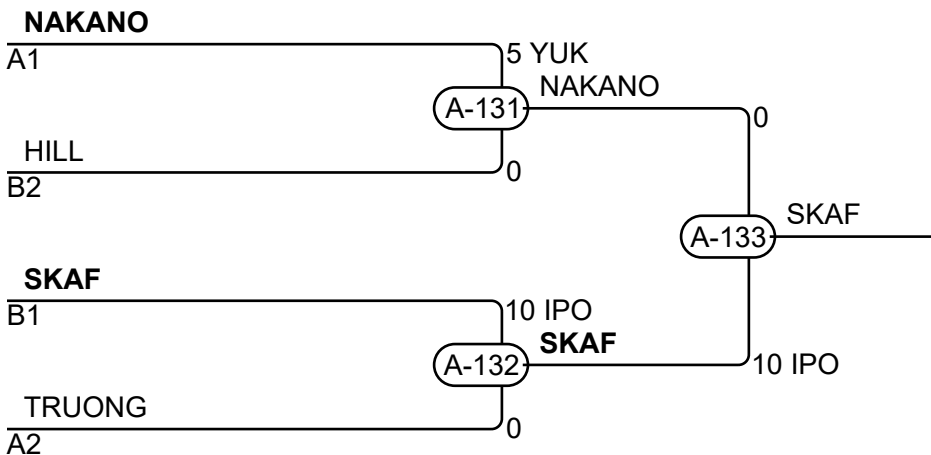 NAKANO
A1
5 YUK
NAKANO
A-131
0
HILL
B2
0
SKAF
A-133
SKAF
B1
10 IPO
SKAF
A-132
10 IPO
TRUONG
A2
0